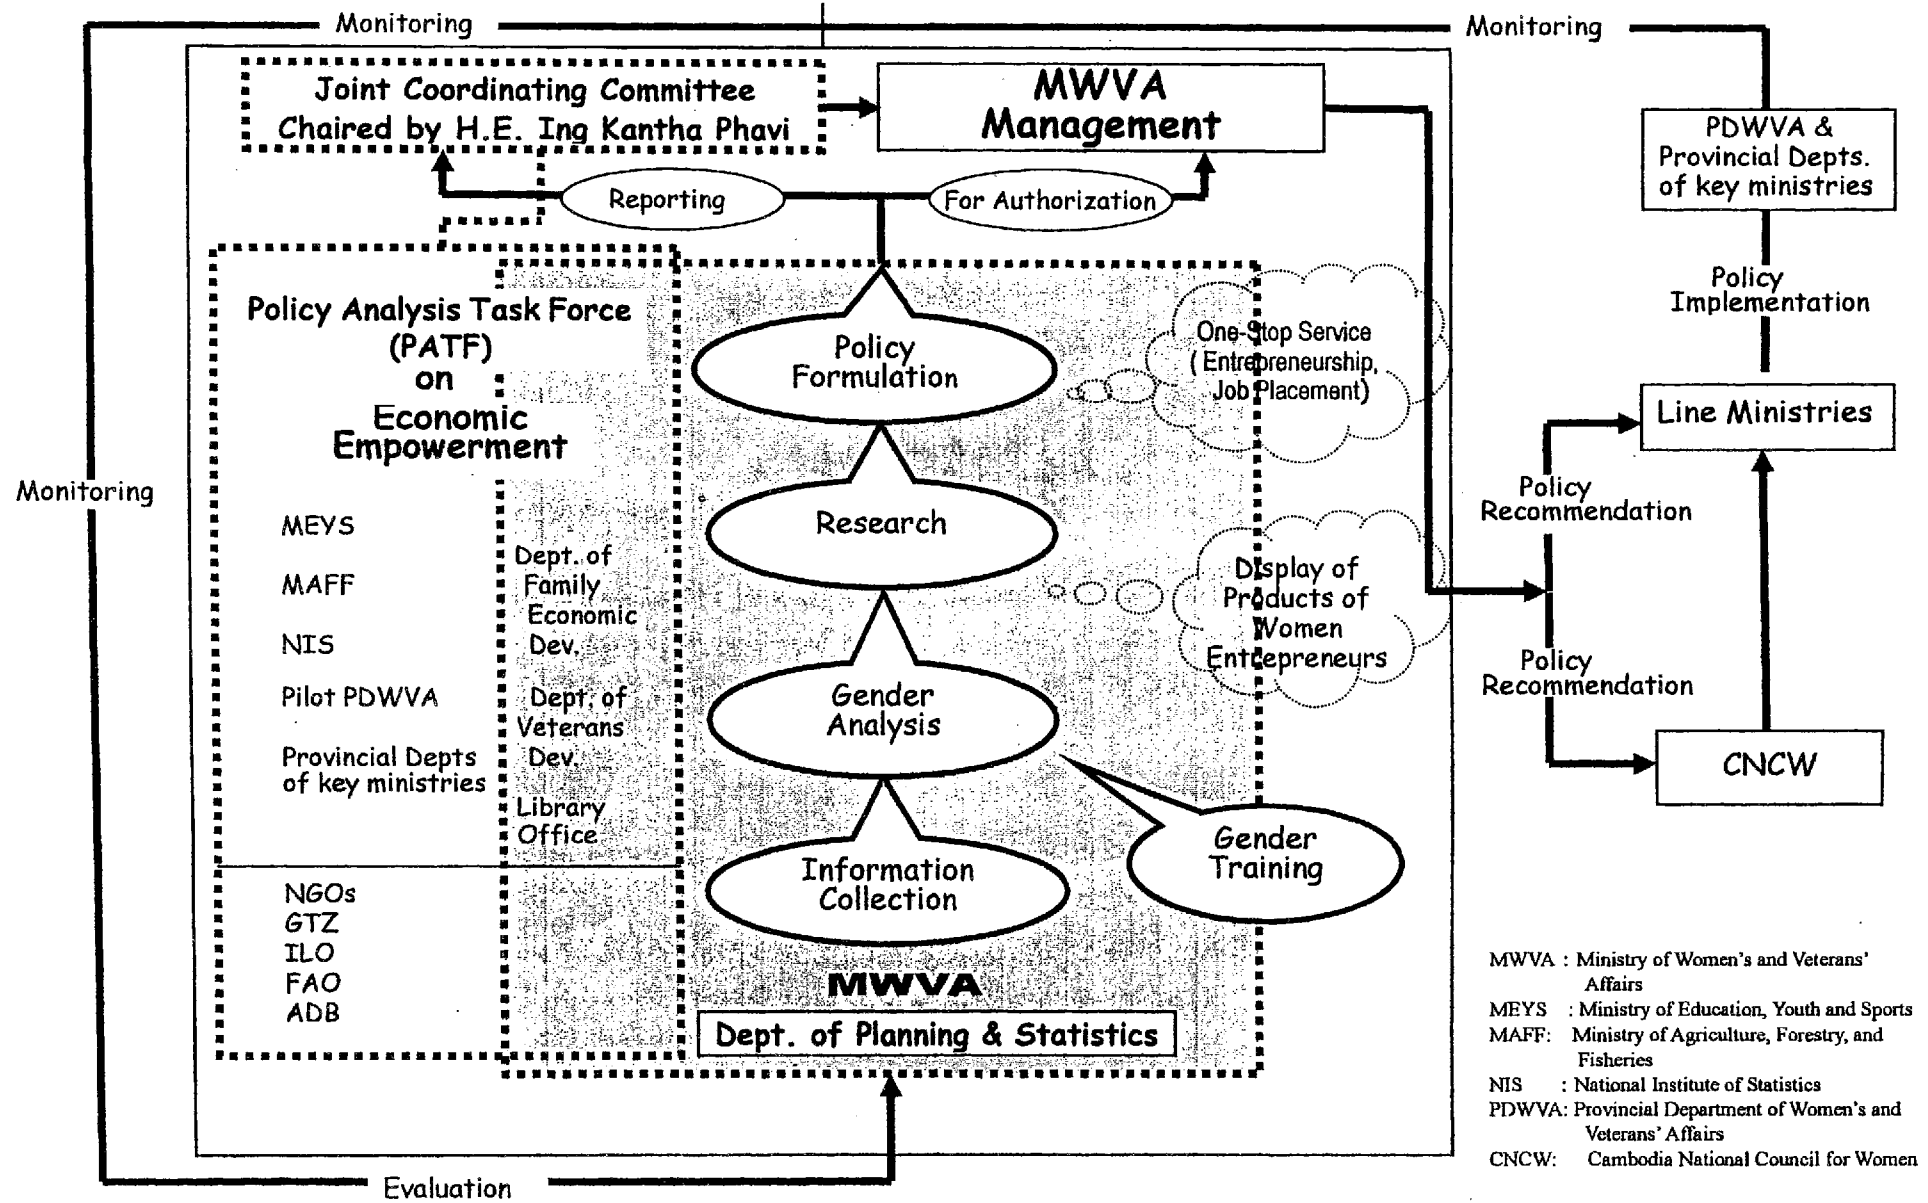 Monitoring
Monitoring
Joint Coordinating Committee
Chaired by H.E. Ing Kantha Phavi
MWVA
Management
PDWVA &
Provincial Depts.
of key ministries
Reporting
For Authorization
Policy
Implementation
Policy Analysis Task Force
(PATF)
on
Economic
Empowerment
Policy
Formulation
One-Stop Service
( Entrepreneurship,
Job Placement)
Line Ministries
Monitoring
Policy
Recommendation
MEYS
MAFF
NIS
Pilot PDWVA
Provincial Depts
of key ministries
Dept. of
Family
Economic
Dev.
Dept. of
Veterans
Dev.
Library
Office
Research
Display of
Products of
Women
Entrepreneurs
Policy
Recommendation
Gender
Analysis
CNCW
Gender
Training
Information
Collection
NGOs
GTZ
ILO
FAO
ADB
MWVA
Dept. of Planning & Statistics
Evaluation
MWVA : Ministry of Women's and Veterans'
Affairs
MEYS : Ministry of Education, Youth and Sports
MAFF: Ministry of Agriculture, Forestry, and
Fisheries
NIS : National Institute of Statistics
PDWVA: Provincial Department of Women's and
Veterans' Affairs
CNCW: Cambodia National Council for Women